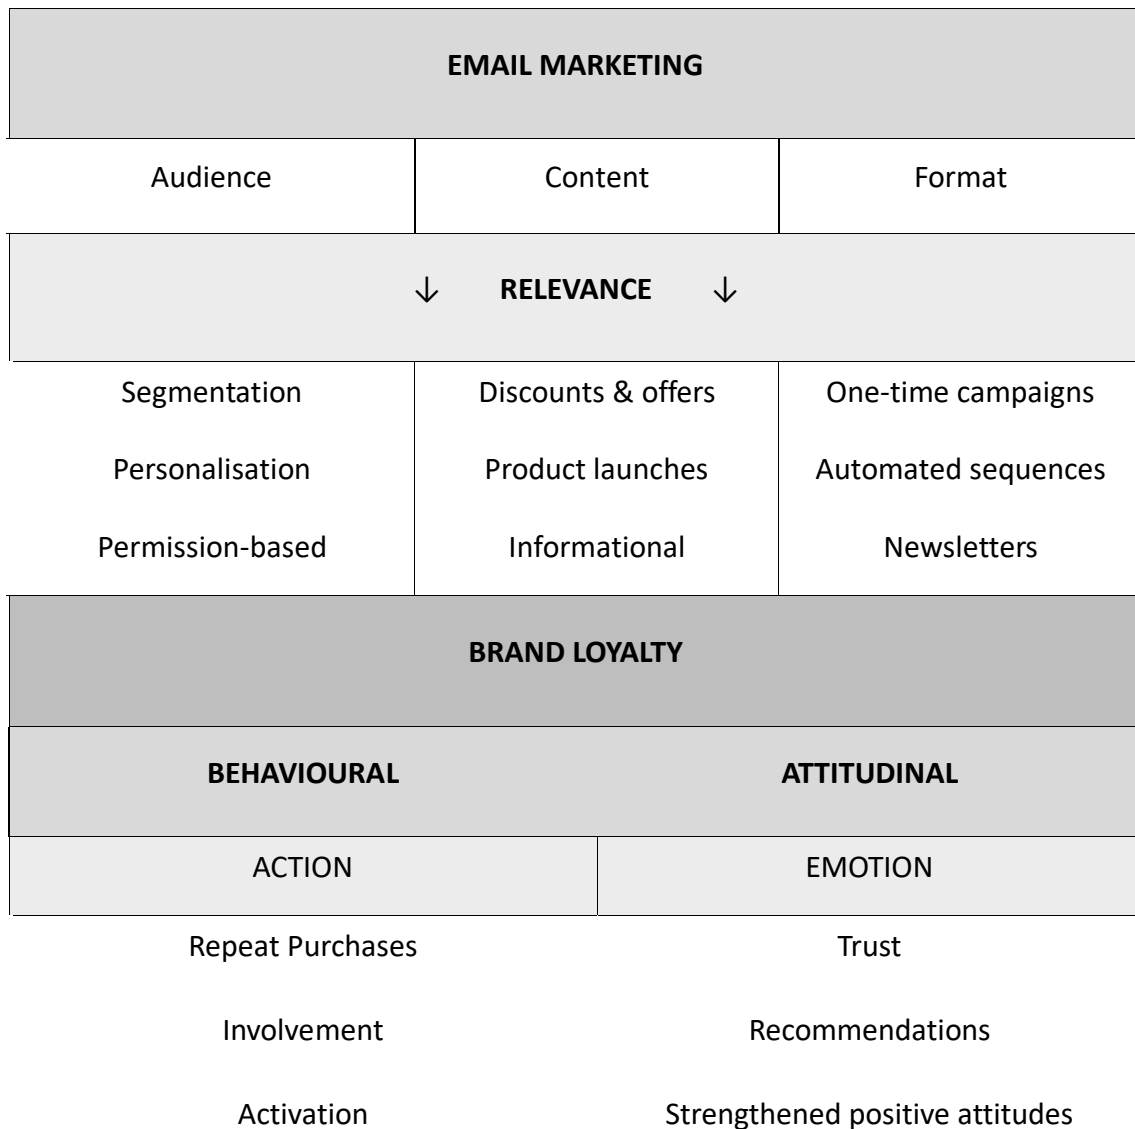 EMAIL MARKETING
Audience Content Format
↓ RELEVANCE ↓
Segmentation Discounts & offers One-time campaigns
Personalisation Product launches Automated sequences
Permission-based Informational Newsletters
BRAND LOYALTY
BEHAVIOURAL ATTITUDINAL
ACTION EMOTION
Repeat Purchases Trust
Involvement Recommendations
Activation Strengthened positive attitudes